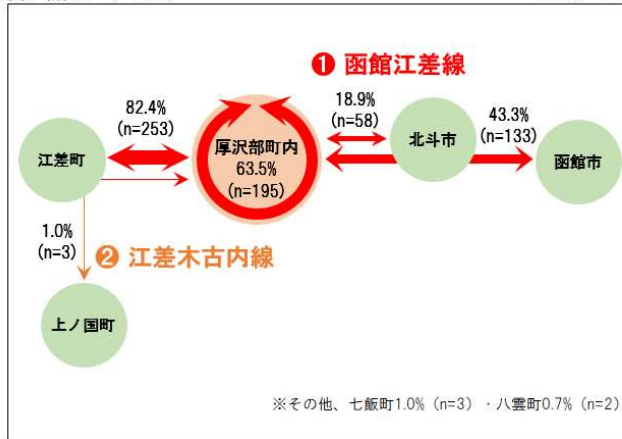 ❶ 函館江差線
82.4%
(n=253)
18.9%
(n=58)
43.3%
(n=133)
江差町
厚沢部町内
63.5%
(n=195)
北斗市
函館市
1.0%
(n=3)
❷ 江差木古内線
上ノ国町
※その他、七飯町1.0%（n=3）・八雲町0.7%（n=2）